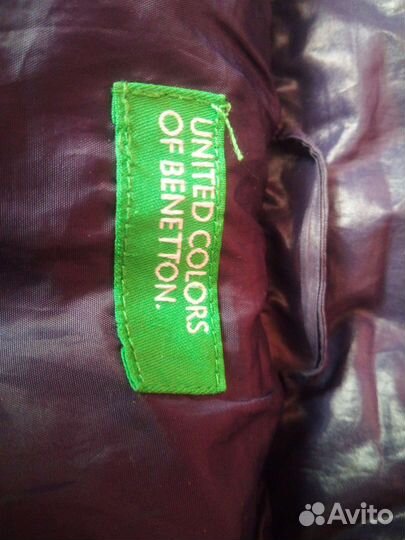 UNITED COLORS
OF BENETTON.
Avito